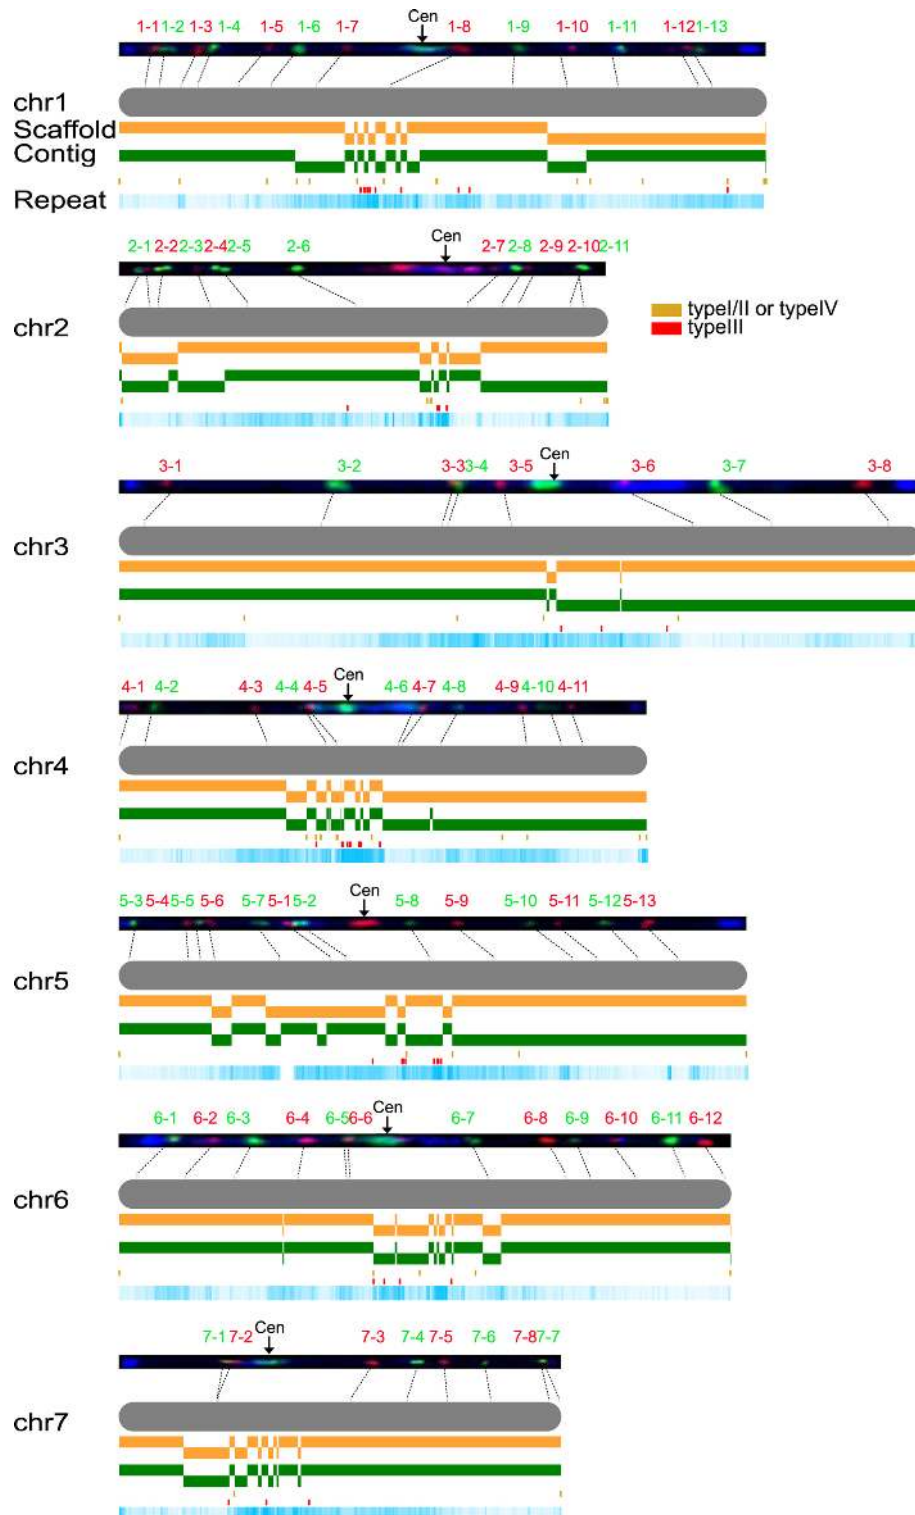 Cen
1-1 1-2 1-3 1-4 1-5 1-6 1-7 1-8 1-9 1-10 1-11 1-12 1-13
chr1
Scaffold
Contig
Repeat
Cen
2-1 2-2 2-3 2-4 2-5 2-6 2-7 2-8 2-9 2-10 2-11
typeI/II or typeIV
typeIII
chr2
Cen
3-1 3-2 3-3 3-4 3-5 3-6 3-7 3-8
chr3
Cen
4-1 4-2 4-3 4-4 4-5 4-6 4-7 4-8 4-9 4-10 4-11
chr4
Cen
5-3 5-4 5-5 5-6 5-7 5-1 5-2 5-8 5-9 5-10 5-11 5-12 5-13
chr5
Cen
6-1 6-2 6-3 6-4 6-5 6-6 6-7 6-8 6-9 6-10 6-11 6-12
chr6
Cen
7-1 7-2 7-3 7-4 7-5 7-6 7-8 7-7
chr7